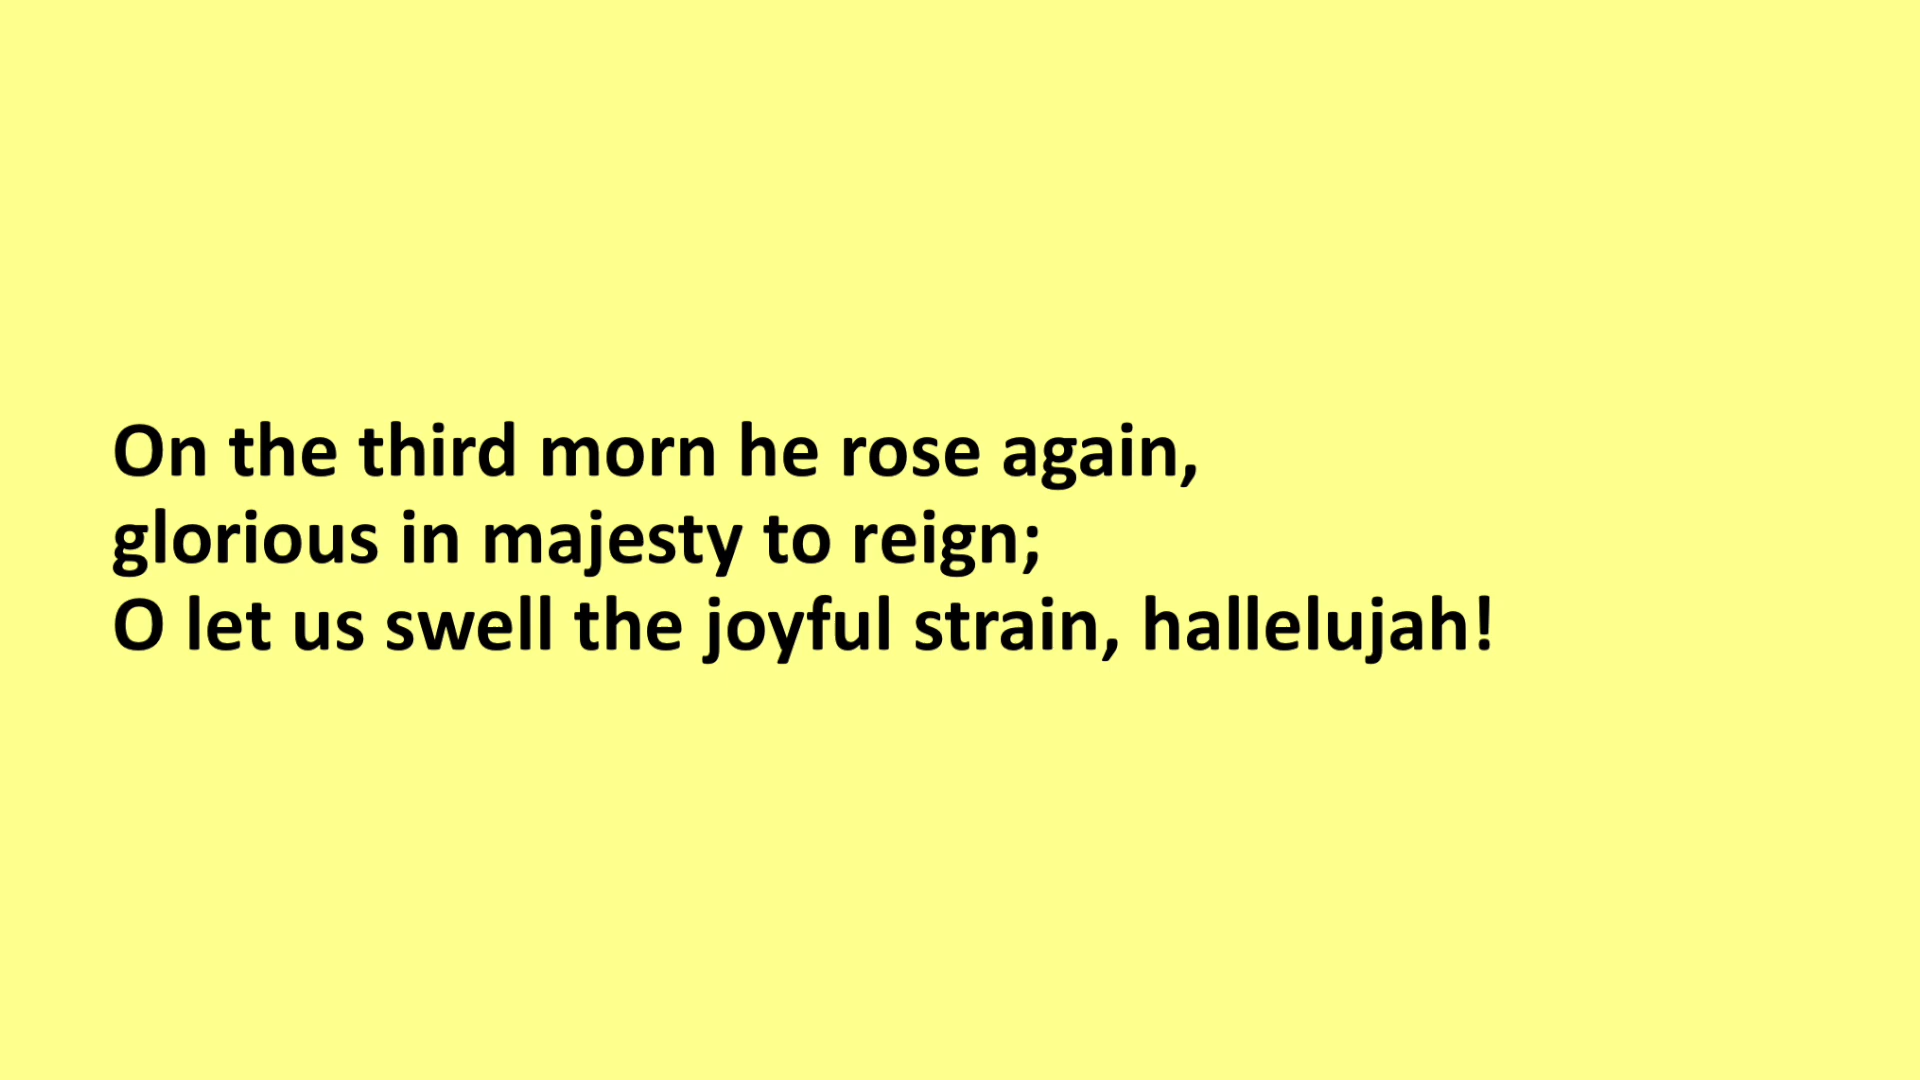 On the third morn he rose again,
glorious in majesty to reign;
O let us swell the joyful strain, hallelujah!